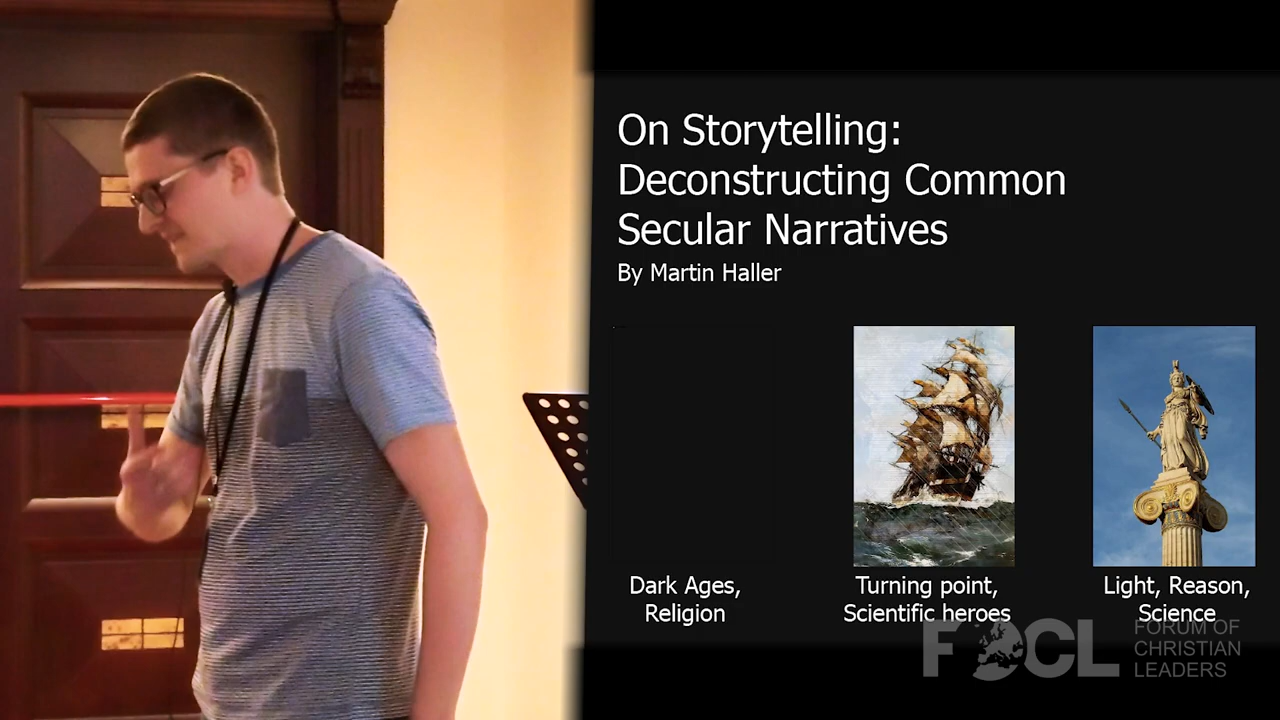 On Storytelling:
Deconstructing Common
Secular Narratives
By Martin Haller
Dark Ages,
Religion
Turning point,
Scientific heroes
Light, Reason,
Science
FOCL
FORUM OF
CHRISTIAN
LEADERS